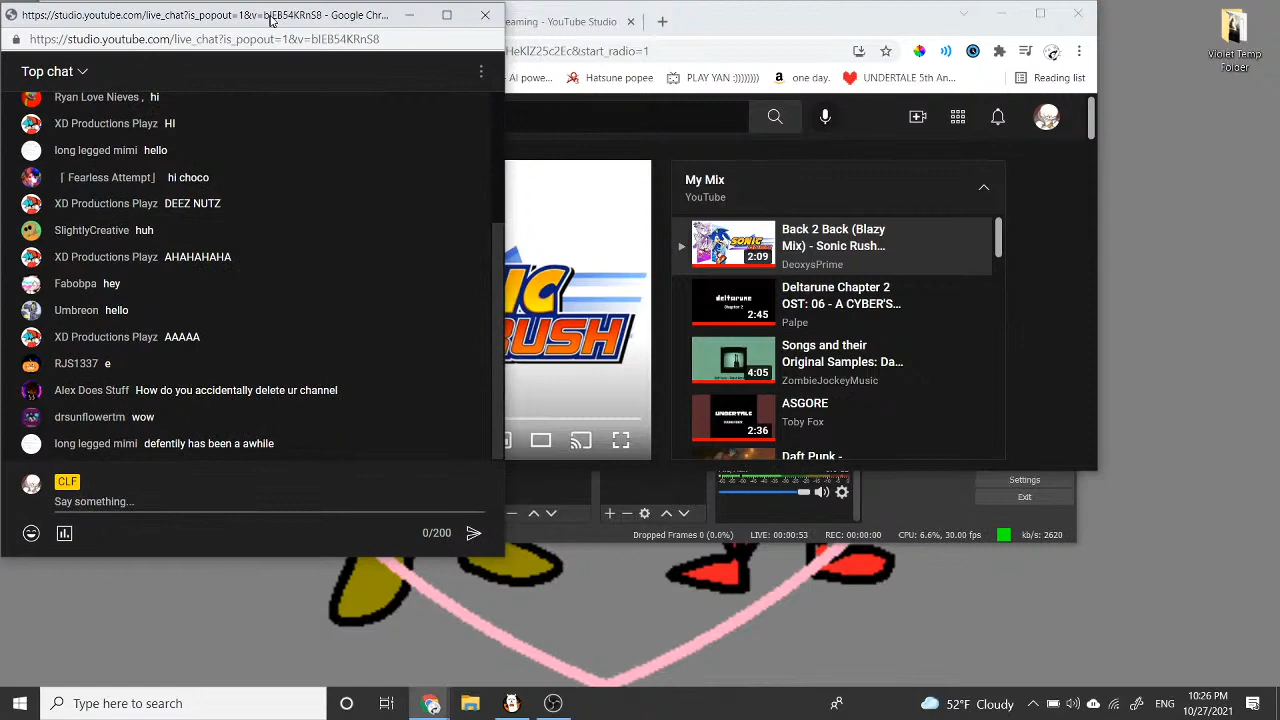 https://studio.youtube.com/live_chat?is_popout=1&v=bIEB54KRnS8 - Google Chr...
https://studio.youtube.com/live_chat?is_popout=1&v=bIEB54KRnS8
Top chat
Ryan Love Nieves , hi
XD Productions Playz HI
long legged mimi hello
「 Fearless Attempt」 hi choco
XD Productions Playz DEEZ NUTZ
SlightlyCreative huh
XD Productions Playz AHAHAHAHA
Fabobpa hey
Umbreon hello
XD Productions Playz AAAAA
RJS1337 e
Alex Does Stuff How do you accidentally delete ur channel
drsunflowertm wow
long legged mimi defentily has been a awhile
CLF
Say something...
0/200
eaming - YouTube Studio
HeKlZ25c2Ec&start_radio=1
AI powe...
Hatsune popee
PLAY YAN :)))))))
one day.
UNDERTALE 5th An...
Reading list
SONIC
RUSH
My Mix
YouTube
Back 2 Back (Blazy
Mix) - Sonic Rush...
DeoxysPrime
2:09
Deltarune Chapter 2
OST: 06 - A CYBER'S...
Palpe
deltarune
Chapter 2
2:45
Songs and their
Original Samples: Da...
ZombieJockeyMusic
4:05
ASGORE
Toby Fox
UNDERTALE
2:36
Daft Punk -
Settings
Exit
Dropped Frames 0 (0.0%)
LIVE: 00:00:53
REC: 00:00:00
CPU: 6.6%, 30.00 fps
kb/s: 2620
Violet Temp
Folder
Type here to search
52°F Cloudy
ENG
10:26 PM
10/27/2021